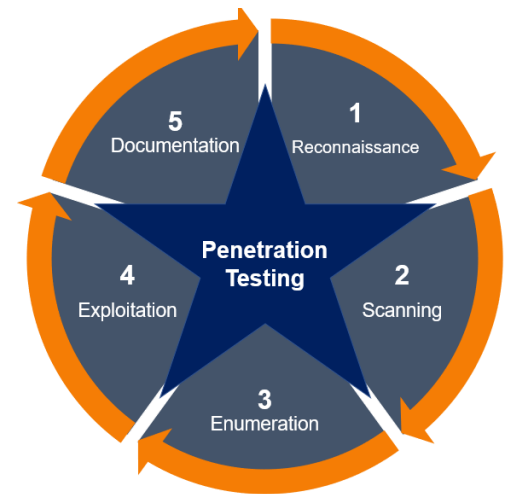 Penetration
Testing
1
Reconnaissance
2
Scanning
3
Enumeration
4
Exploitation
5
Documentation